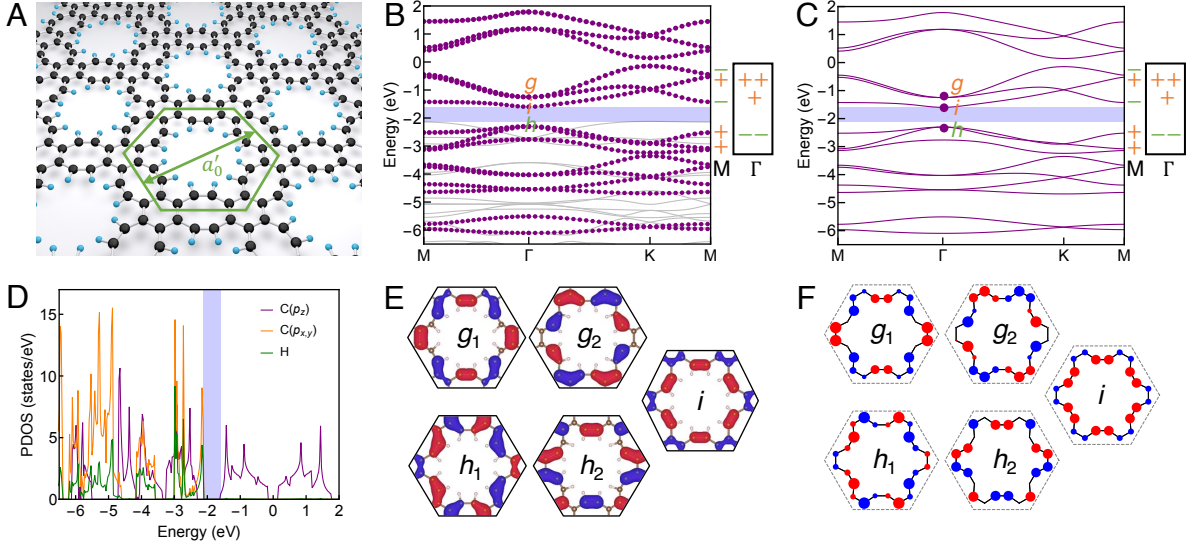 A
a′₀
B
Energy (eV)
2
1
0
−1
−2
−3
−4
−5
−6
g
i
h
M
Γ
K
M
−
+
−
+
+
M
++
+
−−
Γ
C
Energy (eV)
2
1
0
−1
−2
−3
−4
−5
−6
g
i
h
M
Γ
K
M
−
+
−
+
+
M
++
+
−−
Γ
D
PDOS (states/eV)
15
10
5
0
C(p_z)
C(p_x,y)
H
−6 −5 −4 −3 −2 −1 0 1 2
Energy (eV)
E
g₁
g₂
i
h₁
h₂
F
g₁
g₂
i
h₁
h₂